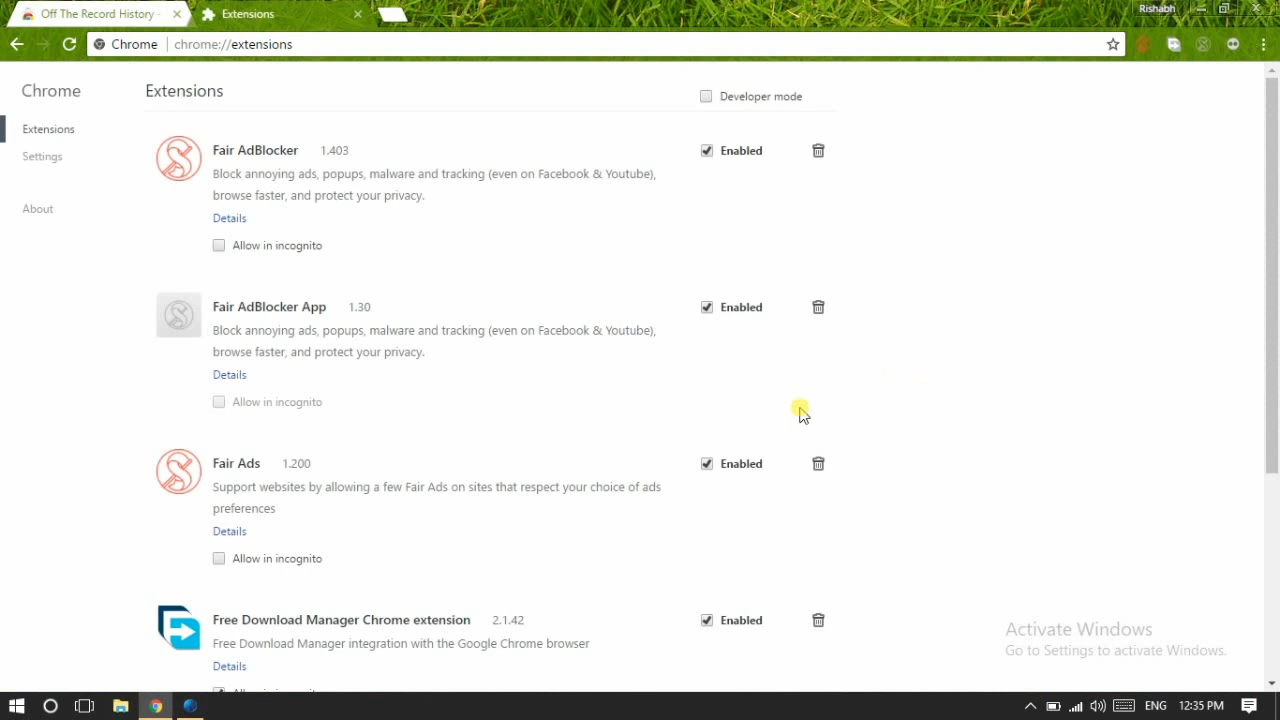 Off The Record History
Extensions
Rishabh
Chrome
chrome://extensions
Chrome
Extensions
Settings
About
Extensions
Developer mode
Fair AdBlocker 1.403
Enabled
Block annoying ads, popups, malware and tracking (even on Facebook & Youtube),
browse faster, and protect your privacy.
Details
Allow in incognito
Fair AdBlocker App 1.30
Enabled
Block annoying ads, popups, malware and tracking (even on Facebook & Youtube),
browse faster, and protect your privacy.
Details
Allow in incognito
Fair Ads 1.200
Enabled
Support websites by allowing a few Fair Ads on sites that respect your choice of ads
preferences
Details
Allow in incognito
Free Download Manager Chrome extension 2.1.42
Enabled
Free Download Manager integration with the Google Chrome browser
Details
Activate Windows
Go to Settings to activate Windows.
ENG
12:35 PM